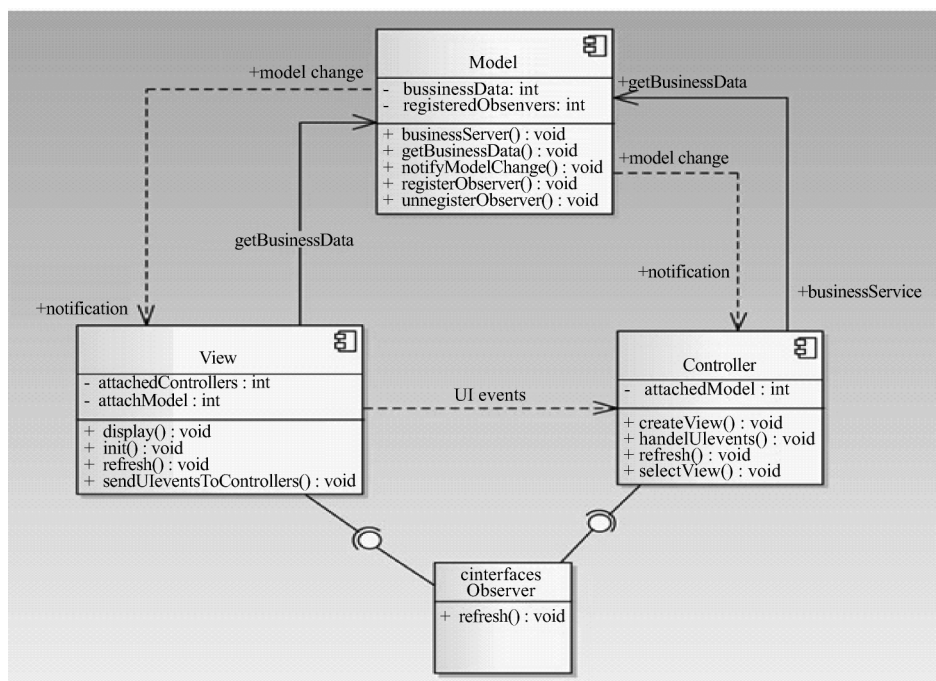 Model
- bussinessData: int
- registeredObsenvers: int
+ businessServer() : void
+ getBusinessData() : void
+ notifyModelChange() : void
+ registerObserver() : void
+ unnegisterObserver() : void
+model change
+getBusinessData
+model change
getBusinessData
+notification
+businessService
+notification
View
- attachedControllers : int
- attachModel : int
+ display() : void
+ init() : void
+ refresh() : void
+ sendUIeventsToControllers() : void
UI events
Controller
- attachedModel : int
+ createView() : void
+ handelUIevents() : void
+ refresh() : void
+ selectView() : void
cinterfaces
Observer
+ refresh() : void